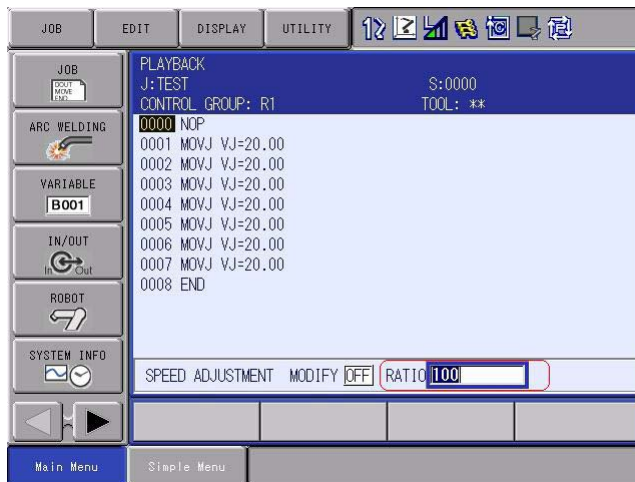 JOB EDIT DISPLAY UTILITY
JOB
DOUT
MOVE
END
ARC WELDING
VARIABLE
B001
IN/OUT
In Out
ROBOT
SYSTEM INFO
PLAYBACK
J:TEST S:0000
CONTROL GROUP: R1 TOOL: **
0000 NOP
0001 MOVJ VJ=20.00
0002 MOVJ VJ=20.00
0003 MOVJ VJ=20.00
0004 MOVJ VJ=20.00
0005 MOVJ VJ=20.00
0006 MOVJ VJ=20.00
0007 MOVJ VJ=20.00
0008 END
SPEED ADJUSTMENT MODIFY OFF RATIO 100
Main Menu Simple Menu